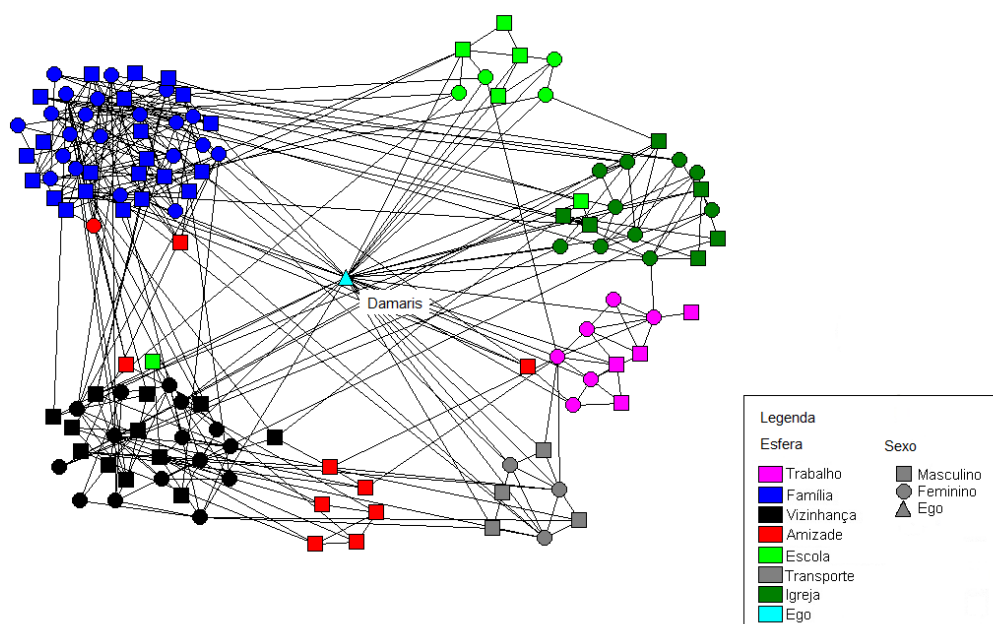 Damaris
Legenda
Esfera
Sexo
Trabalho
Família
Vizinhança
Amizade
Escola
Transporte
Igreja
Ego
Masculino
Feminino
Ego